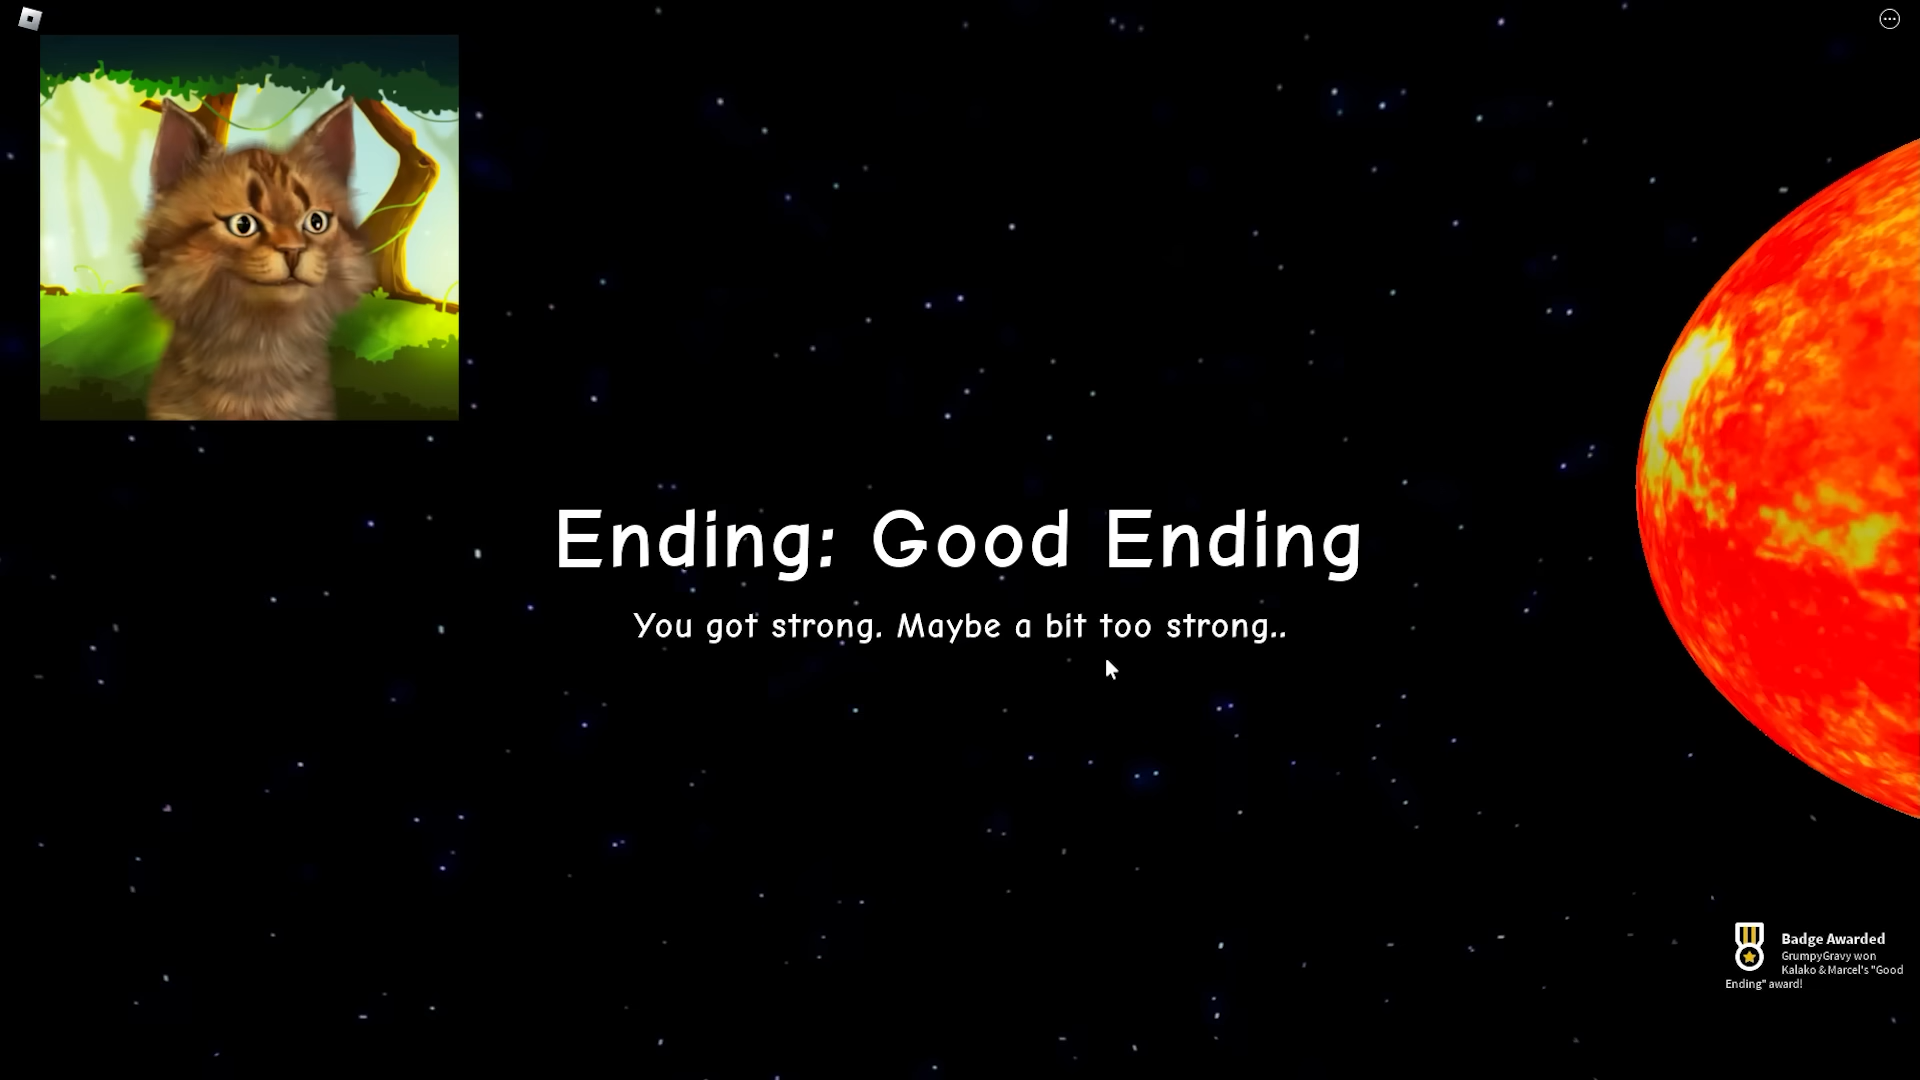 Ending: Good Ending
You got strong. Maybe a bit too strong..
Badge Awarded
GrumpyGravy won
Kalako & Marcel's "Good
Ending" award!